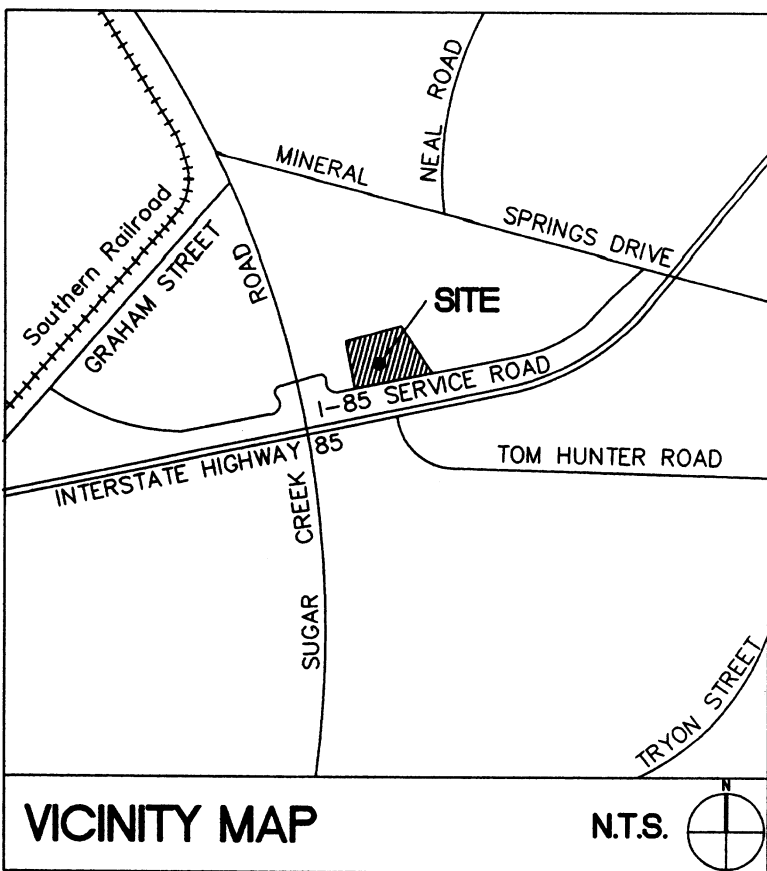 NEAL ROAD
MINERAL
SPRINGS DRIVE
Southern Railroad
GRAHAM STREET
ROAD
SITE
I-85 SERVICE ROAD
INTERSTATE HIGHWAY 85
TOM HUNTER ROAD
CREEK
SUGAR
TRYON STREET
VICINITY MAP
N.T.S.
N